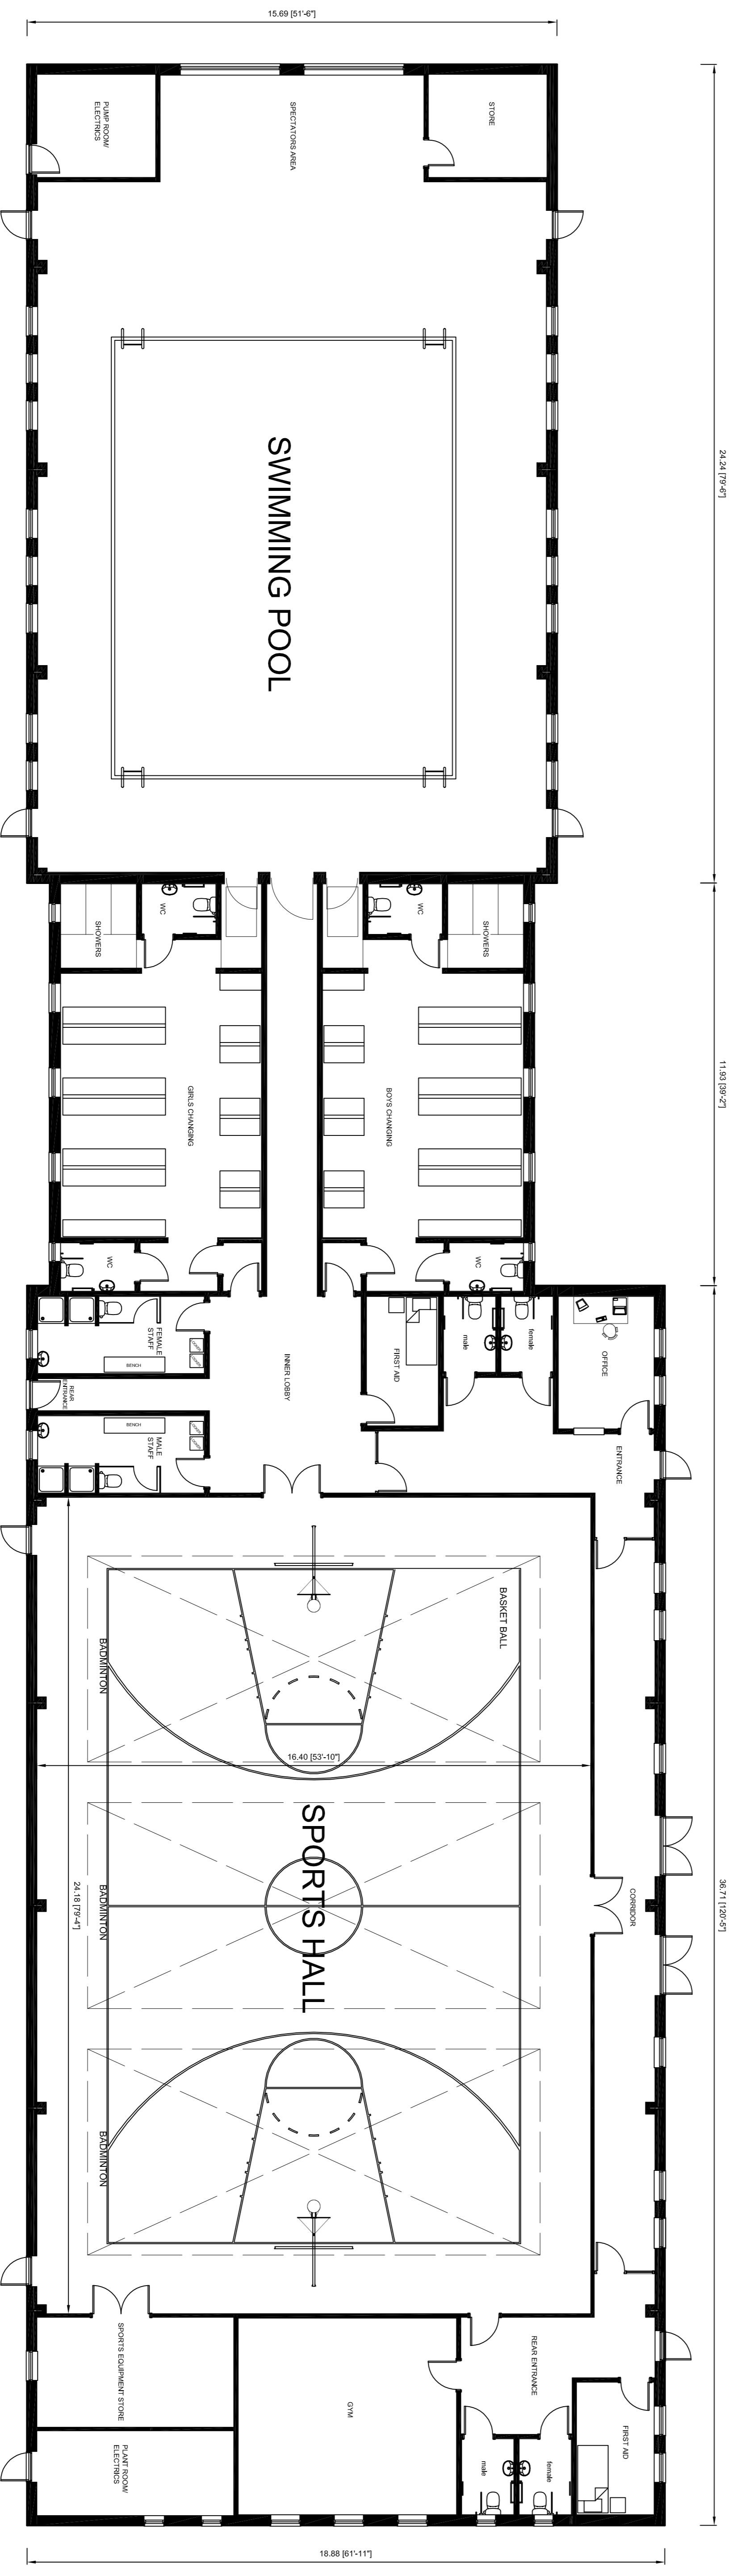 15.69 [51'-6"]
PUMP ROOM/
ELECTRICS
SPECTATORS AREA
STORE
24.24 [79'-6"]
SWIMMING POOL
WC
SHOWERS
WC
SHOWERS
11.93 [39'-2"]
GIRLS CHANGING
BOYS CHANGING
WC
WC
FEMALE
STAFF
BENCH
INNER LOBBY
FIRST AID
male
female
OFFICE
REAR
ENTRANCE
BENCH
MALE
STAFF
ENTRANCE
BASKET BALL
BADMINTON
16.40 [53'-10"]
SPORTS HALL
24.18 [79'-4"]
BADMINTON
CORRIDOR
36.71 [120'-5"]
BADMINTON
SPORTS EQUIPMENT STORE
REAR ENTRANCE
GYM
FIRST AID
PLANT ROOM/
ELECTRICS
male
female
18.88 [61'-11"]